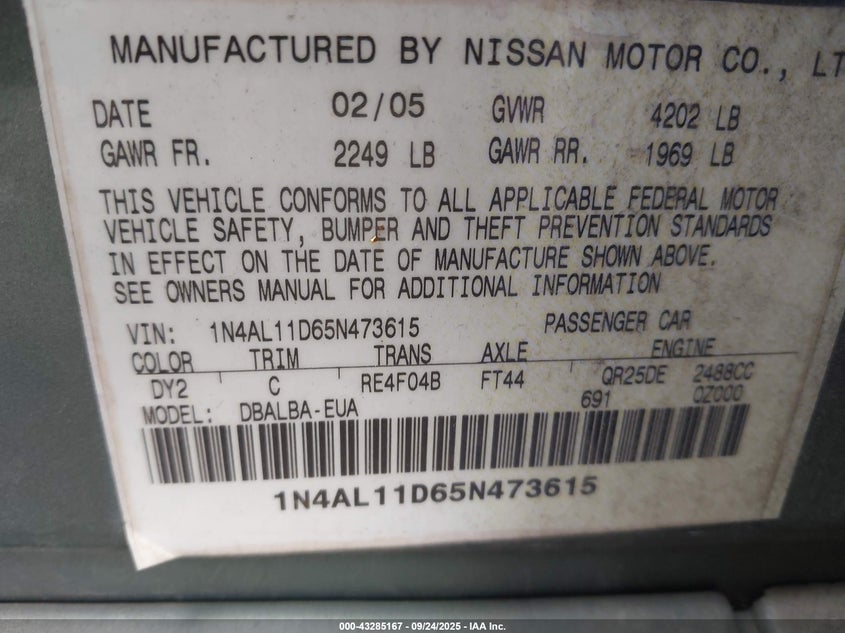 MANUFACTURED BY NISSAN MOTOR CO., LT
DATE 02/05 GVWR 4202 LB
GAWR FR. 2249 LB GAWR RR. 1969 LB
THIS VEHICLE CONFORMS TO ALL APPLICABLE FEDERAL MOTOR
VEHICLE SAFETY, BUMPER AND THEFT PREVENTION STANDARDS
IN EFFECT ON THE DATE OF MANUFACTURE SHOWN ABOVE.
SEE OWNERS MANUAL FOR ADDITIONAL INFORMATION
VIN: 1N4AL11D65N473615 PASSENGER CAR
COLOR TRIM TRANS AXLE ENGINE
DY2 C RE4F04B FT44 QR25DE 2488CC
MODEL: DBALBA-EUA 691 0Z000
1N4AL11D65N473615
000-43285167 - 09/24/2025 - IAA Inc.